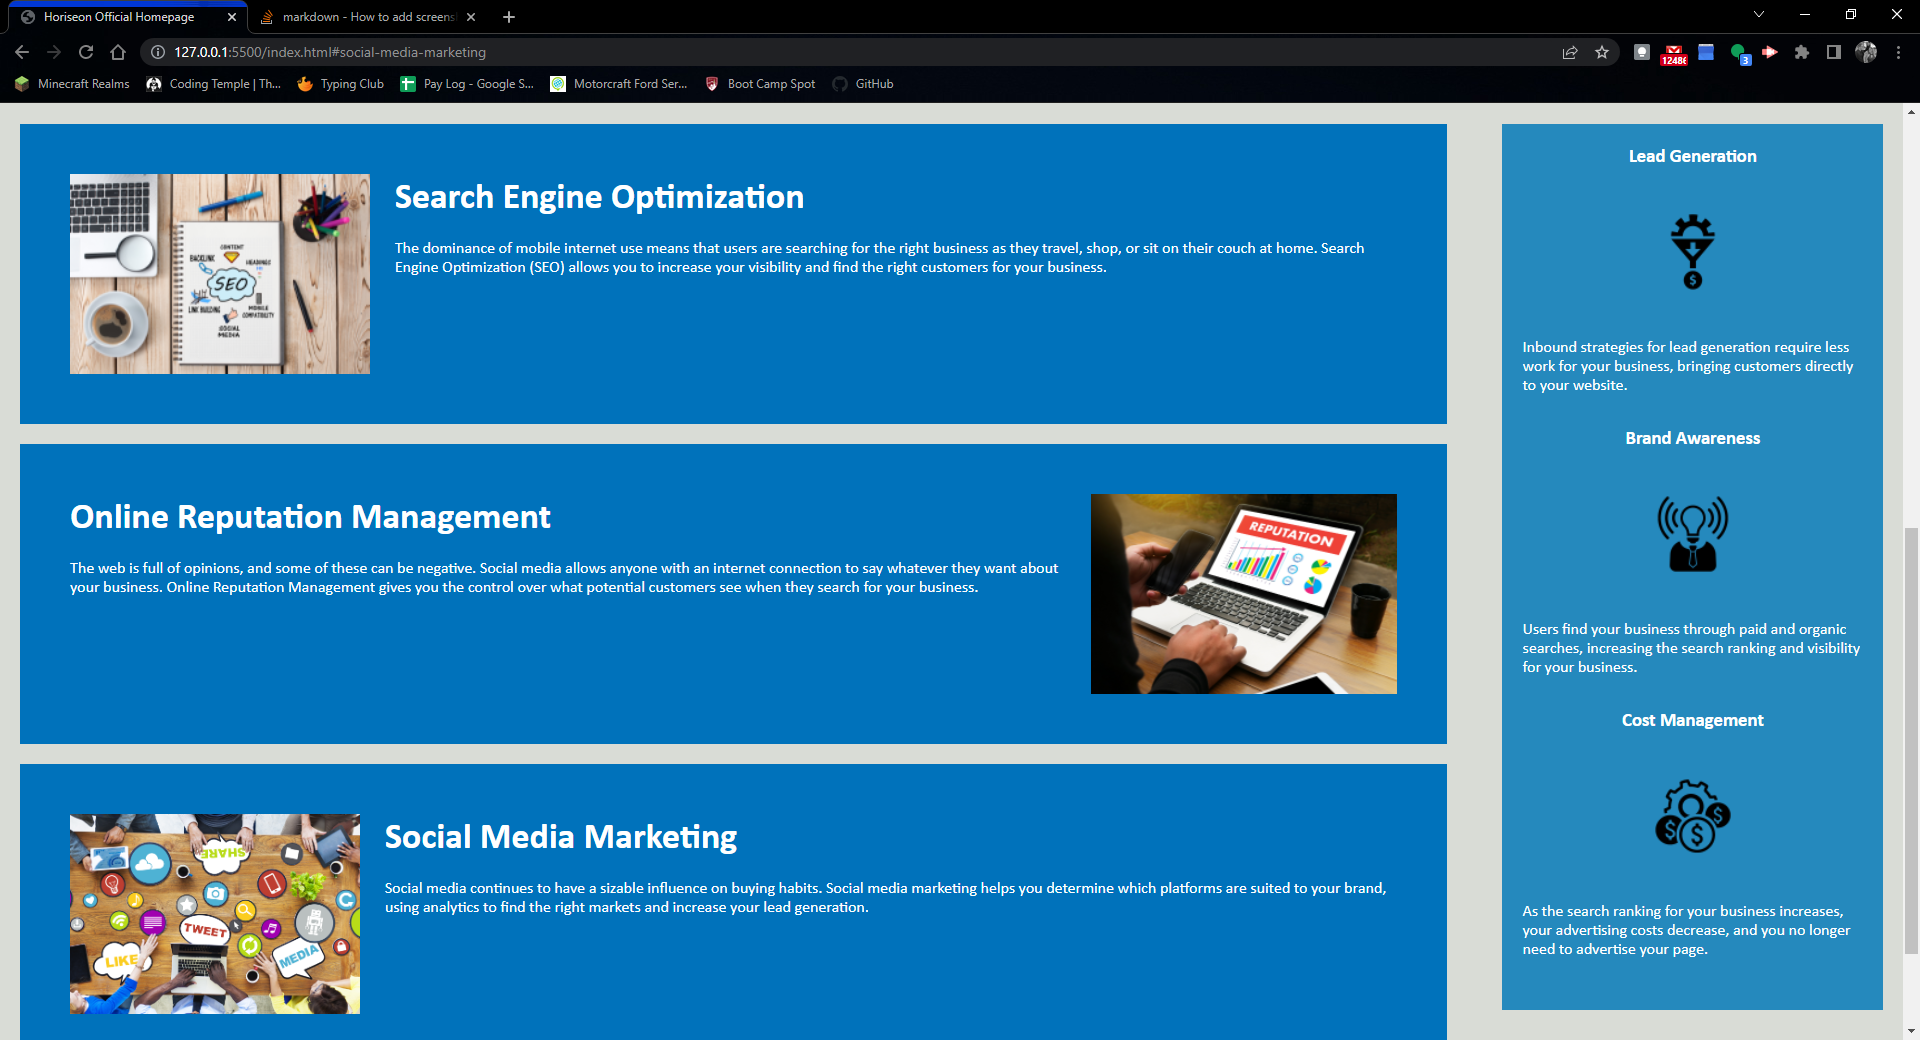 Horiseon Official Homepage
markdown - How to add screens
127.0.0.1:5500/index.html#social-media-marketing
12486
3
Minecraft Realms
Coding Temple | Th...
Typing Club
Pay Log - Google S...
Motorcraft Ford Ser...
Boot Camp Spot
GitHub
CONTENT
BACKLINK
HEADINGS
SEO
LINK BUILDING
MOBILE
COMPATIBILITY
SOCIAL
MEDIA
Search Engine Optimization
The dominance of mobile internet use means that users are searching for the right business as they travel, shop, or sit on their couch at home. Search
Engine Optimization (SEO) allows you to increase your visibility and find the right customers for your business.
Online Reputation Management
The web is full of opinions, and some of these can be negative. Social media allows anyone with an internet connection to say whatever they want about
your business. Online Reputation Management gives you the control over what potential customers see when they search for your business.
REPUTATION
SHARE
TWEET
LIKE
MEDIA
Social Media Marketing
Social media continues to have a sizable influence on buying habits. Social media marketing helps you determine which platforms are suited to your brand,
using analytics to find the right markets and increase your lead generation.
Lead Generation
$
Inbound strategies for lead generation require less
work for your business, bringing customers directly
to your website.
Brand Awareness
Users find your business through paid and organic
searches, increasing the search ranking and visibility
for your business.
Cost Management
$ $ $
As the search ranking for your business increases,
your advertising costs decrease, and you no longer
need to advertise your page.